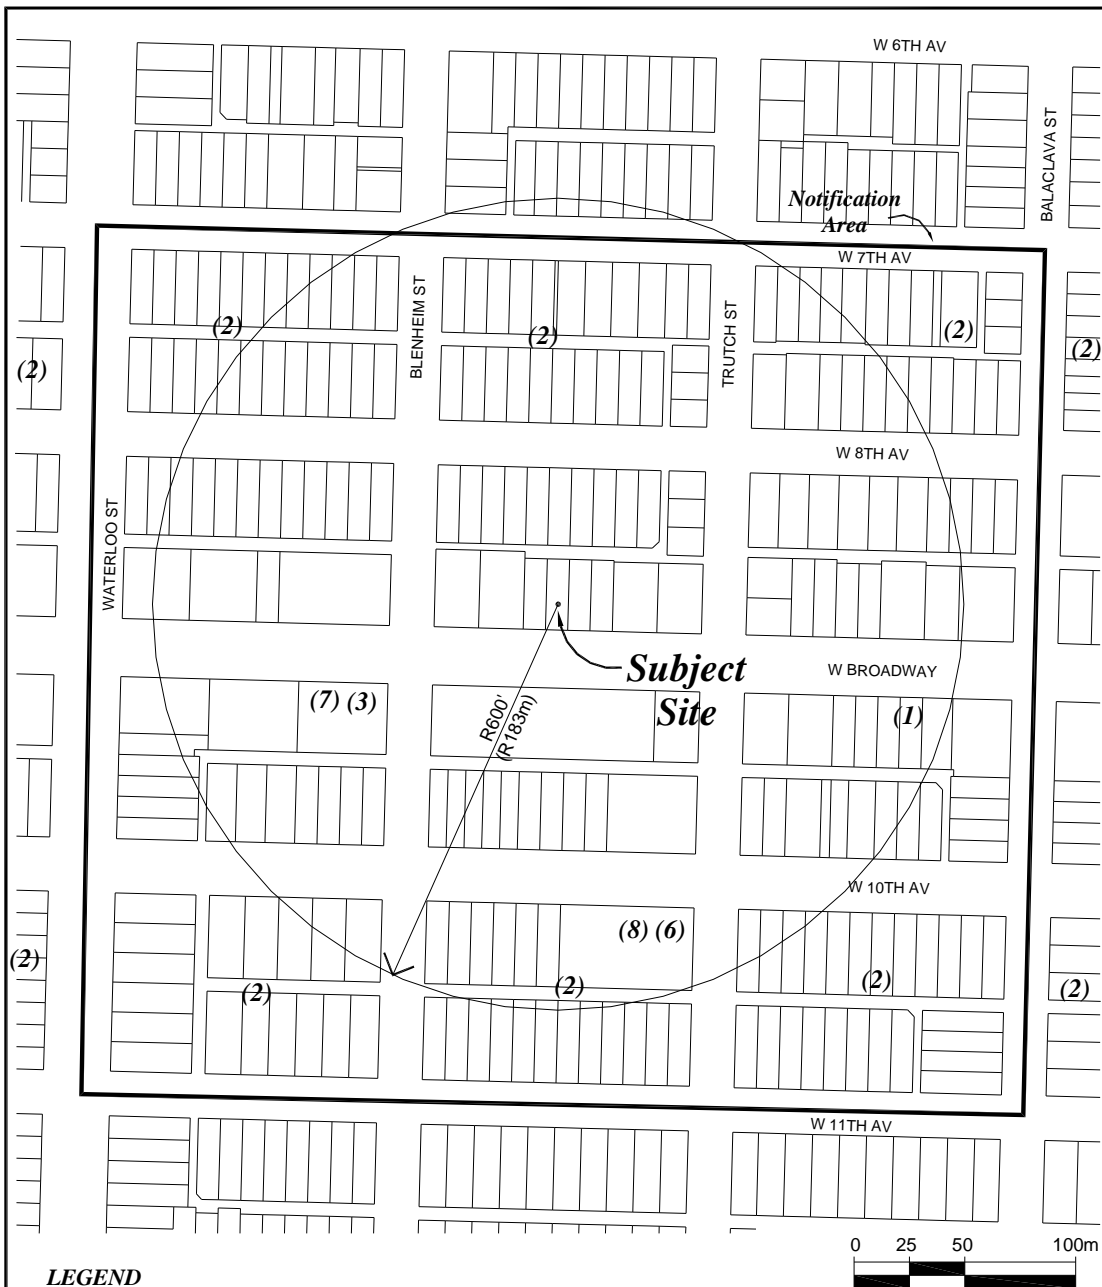 W 6TH AV
BALACLAVA ST
Notification
Area
W 7TH AV
BLENHEIM ST
TRUTCH ST
(2)
(2)
(2)
(2)
(2)
W 8TH AV
WATERLOO ST
Subject
Site
W BROADWAY
R600'
(R183m)
(7) (3)
(1)
W 10TH AV
(8) (6)
(2)
(2)
(2)
(2)
(2)
W 11TH AV
0 25 50 100m
LEGEND